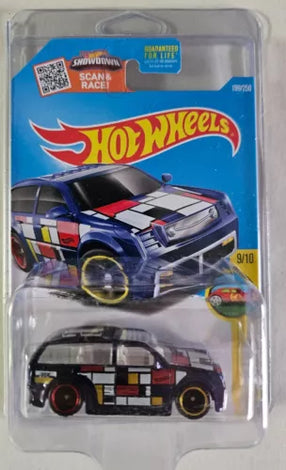 SHOWDOWN
SCAN&
RACE!
GUARANTEED
FOR LIFE
HOT WHEELS
9/10